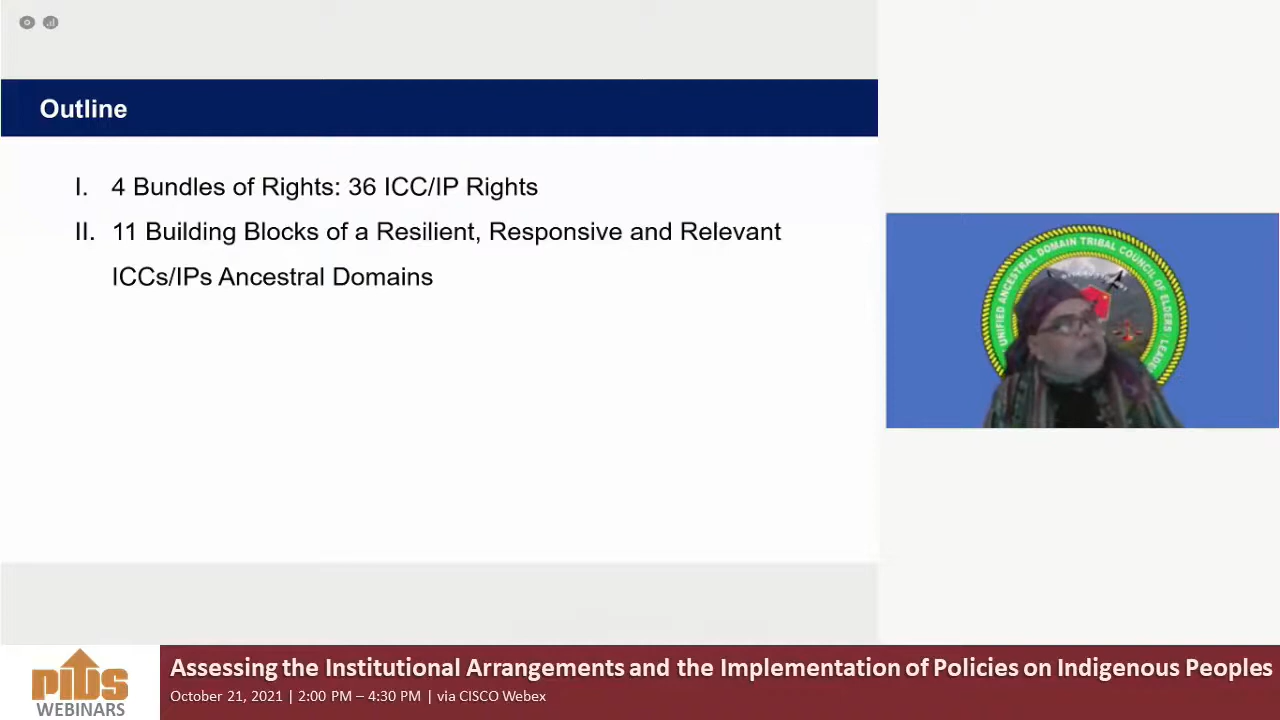 Outline
I. 4 Bundles of Rights: 36 ICC/IP Rights
II. 11 Building Blocks of a Resilient, Responsive and Relevant
ICCs/IPs Ancestral Domains
UNIFIED ANCESTRAL DOMAIN TRIBAL COUNCIL OF ELDERS
pids
WEBINARS
Assessing the Institutional Arrangements and the Implementation of Policies on Indigenous Peoples
October 21, 2021 | 2:00 PM – 4:30 PM | via CISCO Webex